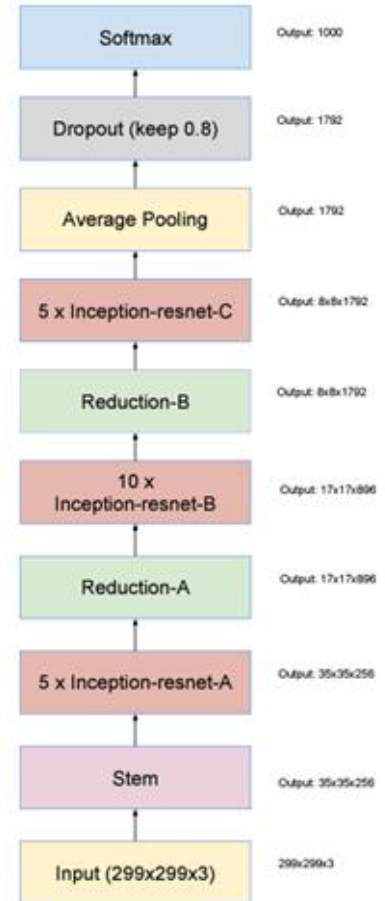 Softmax
Output: 1000
Dropout (keep 0.8)
Output: 1792
Average Pooling
Output: 1792
5 x Inception-resnet-C
Output: 8x8x1792
Reduction-B
Output: 8x8x1792
10 x
Inception-resnet-B
Output: 17x17x896
Reduction-A
Output: 17x17x896
5 x Inception-resnet-A
Output: 35x35x256
Stem
Output: 35x35x256
Input (299x299x3)
299x299x3